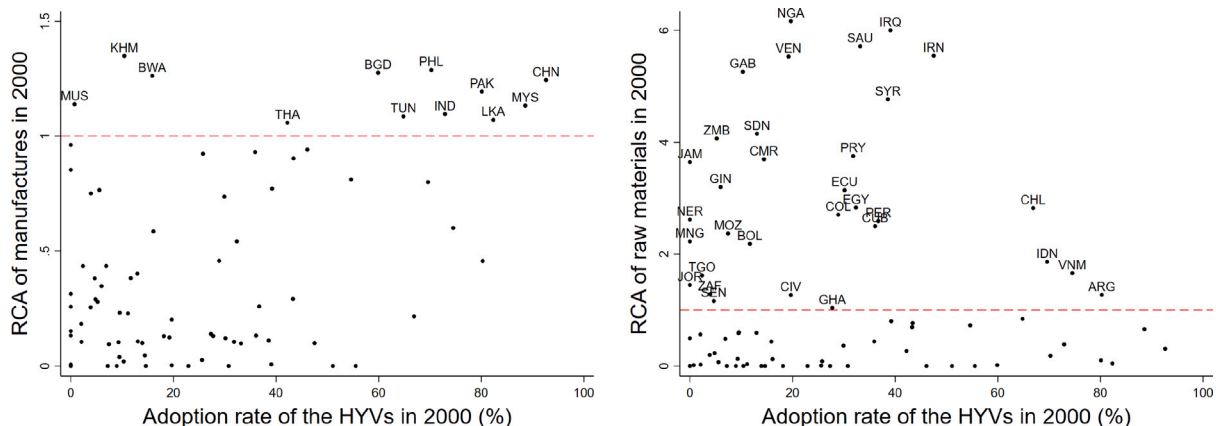 1.5
KHM
BWA
BGD
PHL
PAK
CHN
MUS
MYS
THA
TUN
IND
LKA
1
.5
0
RCA of manufactures in 2000
0 20 40 60 80 100
Adoption rate of the HYVs in 2000 (%)
NGA
6
IRQ
SAU
VEN
IRN
GAB
SYR
ZMB
SDN
4
CMR
PRY
JAM
GIN
ECU
EGY
COL
PER
CUB
CHL
NER
MOZ
MNG
BOL
2
IDN
VNM
TGO
JOR
ZAF
SEN
CIV
GHA
ARG
0
RCA of raw materials in 2000
0 20 40 60 80 100
Adoption rate of the HYVs in 2000 (%)